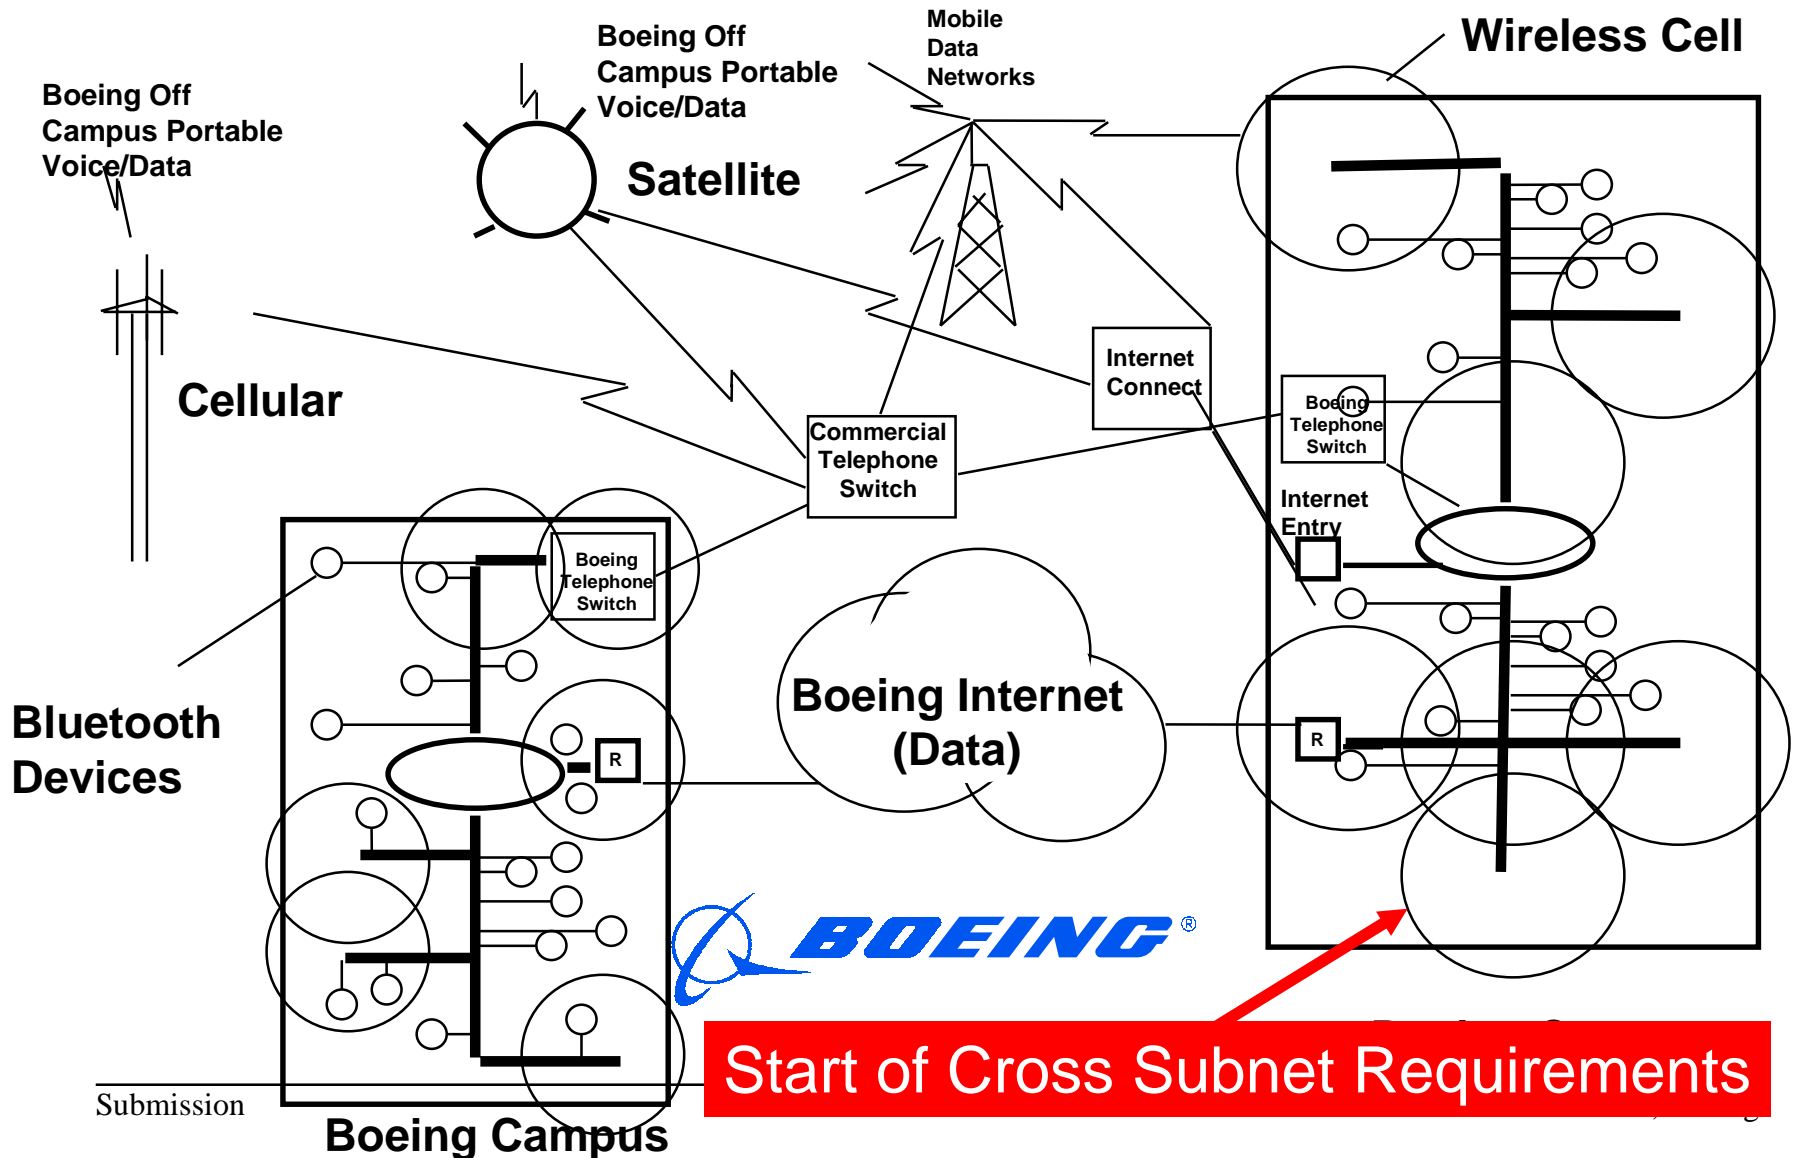 Boeing Off
Campus Portable
Voice/Data
Boeing Off
Campus Portable
Voice/Data
Mobile
Data
Networks
Wireless Cell
Satellite
Cellular
Internet
Connect
Commercial
Telephone
Switch
Boeing
Telephone
Switch
Internet
Entry
Boeing
Telephone
Switch
Bluetooth
Devices
R
Boeing Internet
(Data)
R
BOEING®
Start of Cross Subnet Requirements
Submission
Boeing Campus